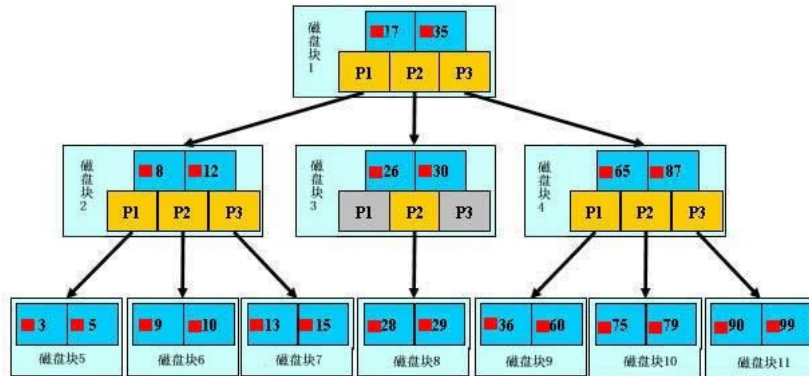 磁盘块1
17 35
P1 P2 P3
磁盘块2
8 12
P1 P2 P3
磁盘块3
26 30
P1 P2 P3
磁盘块4
65 87
P1 P2 P3
3 5
磁盘块5
9 10
磁盘块6
13 15
磁盘块7
28 29
磁盘块8
36 60
磁盘块9
75 79
磁盘块10
90 99
磁盘块11